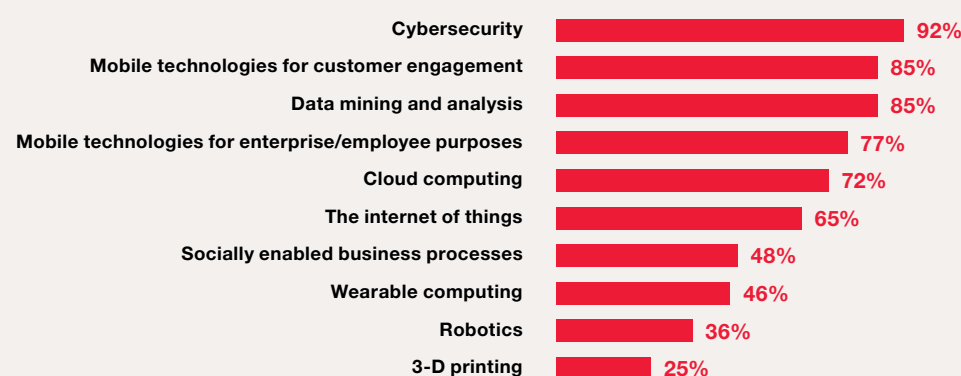 Cybersecurity 92%
Mobile technologies for customer engagement 85%
Data mining and analysis 85%
Mobile technologies for enterprise/employee purposes 77%
Cloud computing 72%
The internet of things 65%
Socially enabled business processes 48%
Wearable computing 46%
Robotics 36%
3-D printing 25%